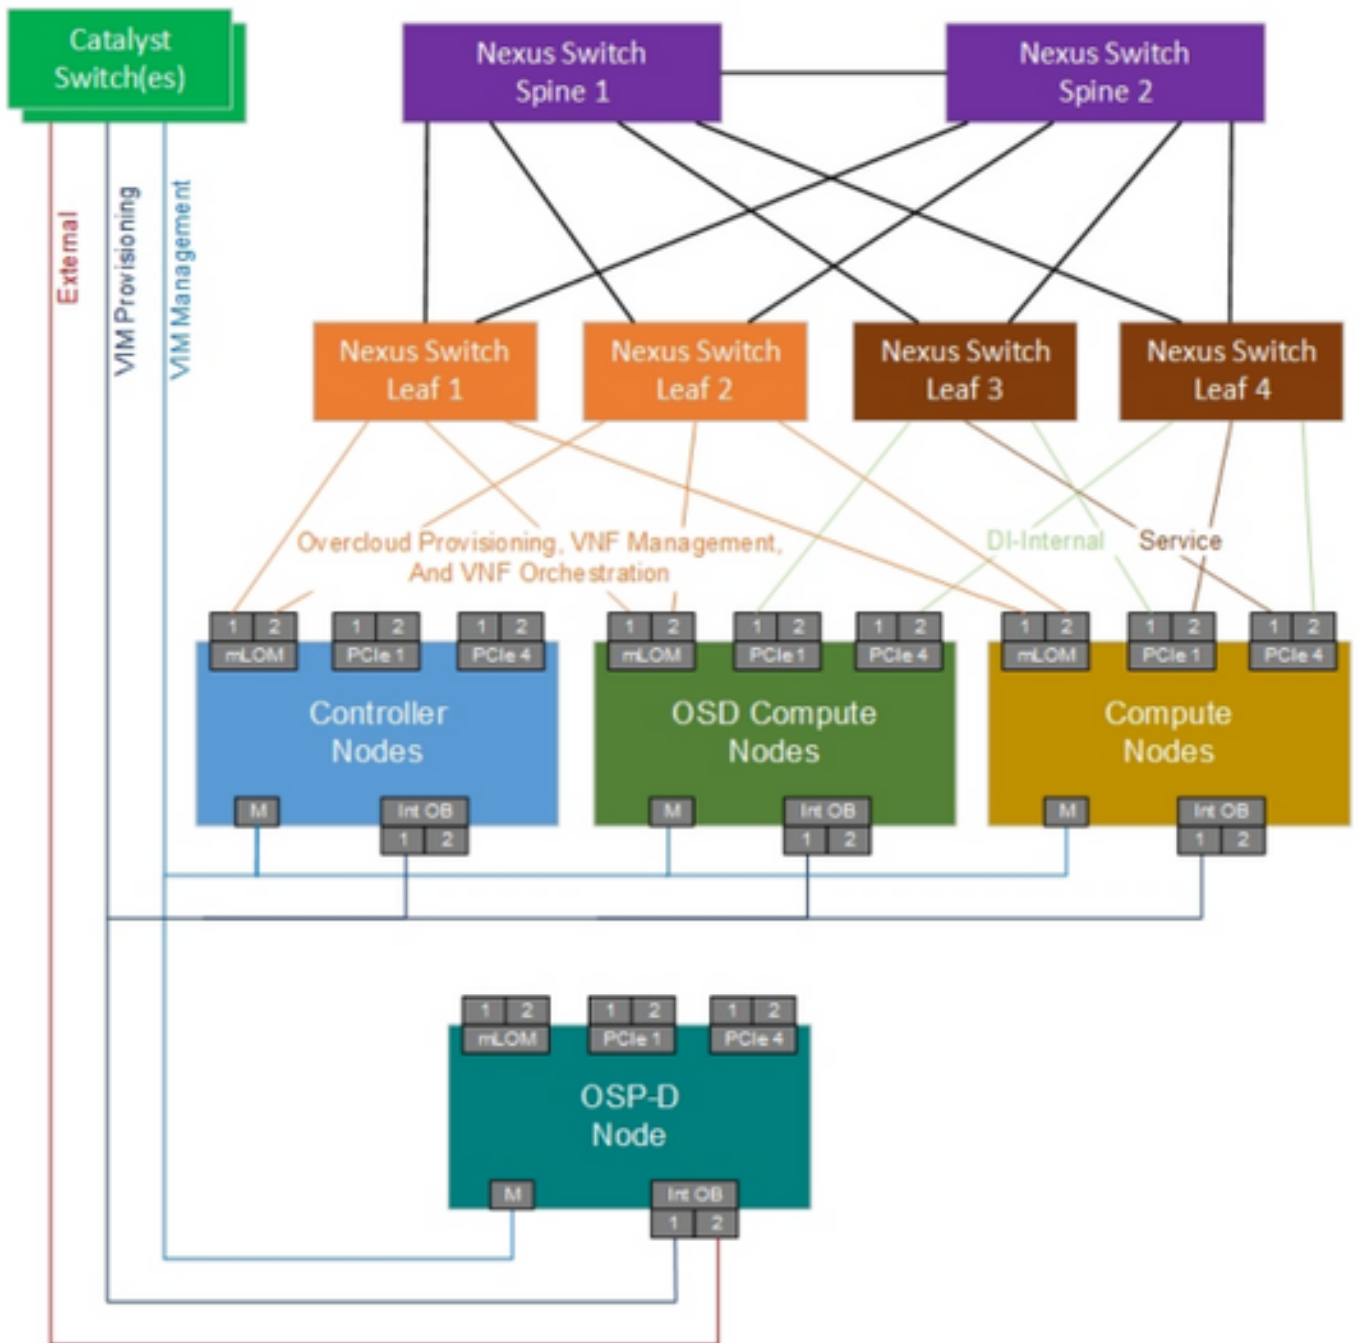 Catalyst
Switch(es)
Nexus Switch
Spine 1
Nexus Switch
Spine 2
External
VIM Provisioning
VIM Management
Nexus Switch
Leaf 1
Nexus Switch
Leaf 2
Nexus Switch
Leaf 3
Nexus Switch
Leaf 4
Overcloud Provisioning, VNF Management,
And VNF Orchestration
DI-Internal
Service
1 2
mLOM
1 2
PCIe 1
1 2
PCIe 4
Controller
Nodes
M
Int OB
1 2
1 2
mLOM
1 2
PCIe 1
1 2
PCIe 4
OSD Compute
Nodes
M
Int OB
1 2
1 2
mLOM
1 2
PCIe 1
1 2
PCIe 4
Compute
Nodes
M
Int OB
1 2
1 2
mLOM
1 2
PCIe 1
1 2
PCIe 4
OSP-D
Node
M
Int OB
1 2